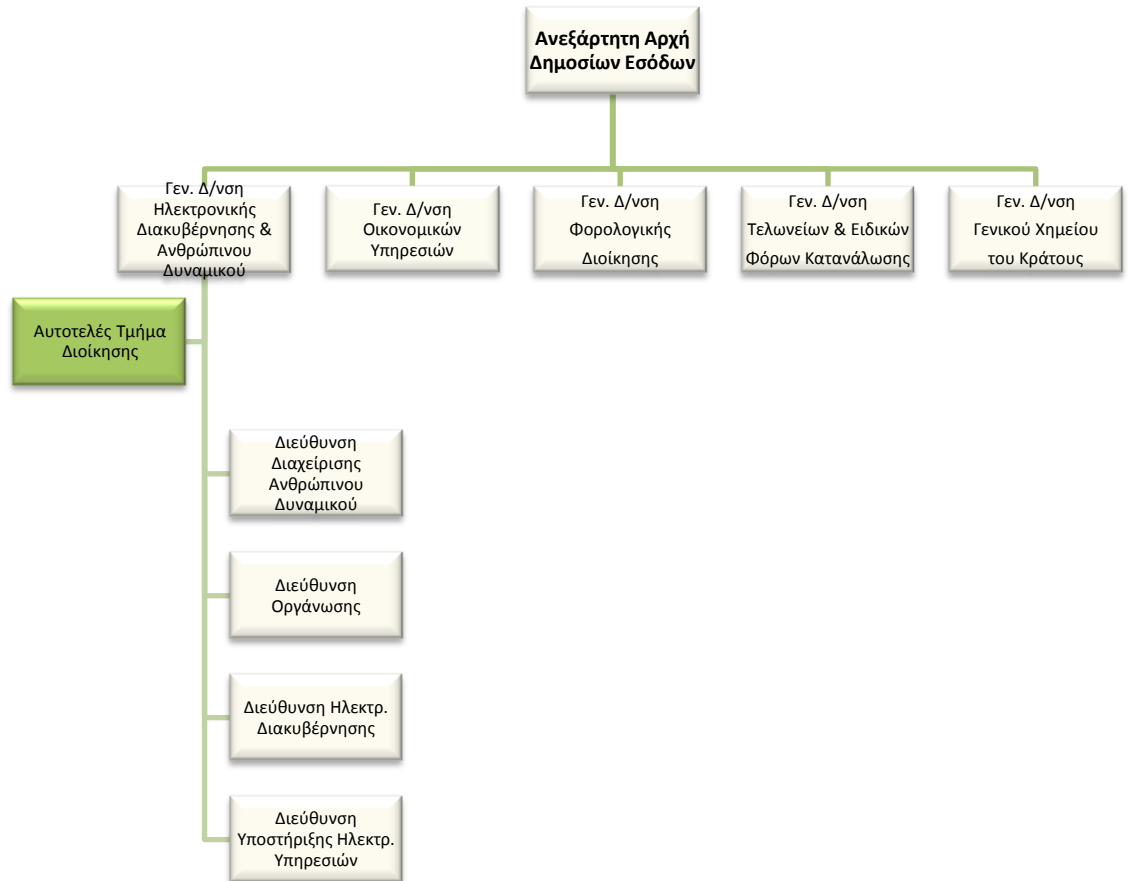 Ανεξάρτητη Αρχή
Δημοσίων Εσόδων
Γεν. Δ/νση
Ηλεκτρονικής
Διακυβέρνησης &
Ανθρώπινου
Δυναμικού
Γεν. Δ/νση
Οικονομικών
Υπηρεσιών
Γεν. Δ/νση
Φορολογικής
Διοίκησης
Γεν. Δ/νση
Τελωνείων & Ειδικών
Φόρων Κατανάλωσης
Γεν. Δ/νση
Γενικού Χημείου
του Κράτους
Αυτοτελές Τμήμα
Διοίκησης
Διεύθυνση
Διαχείρισης
Ανθρώπινου
Δυναμικού
Διεύθυνση
Οργάνωσης
Διεύθυνση Ηλεκτρ.
Διακυβέρνησης
Διεύθυνση
Υποστήριξης Ηλεκτρ.
Υπηρεσιών